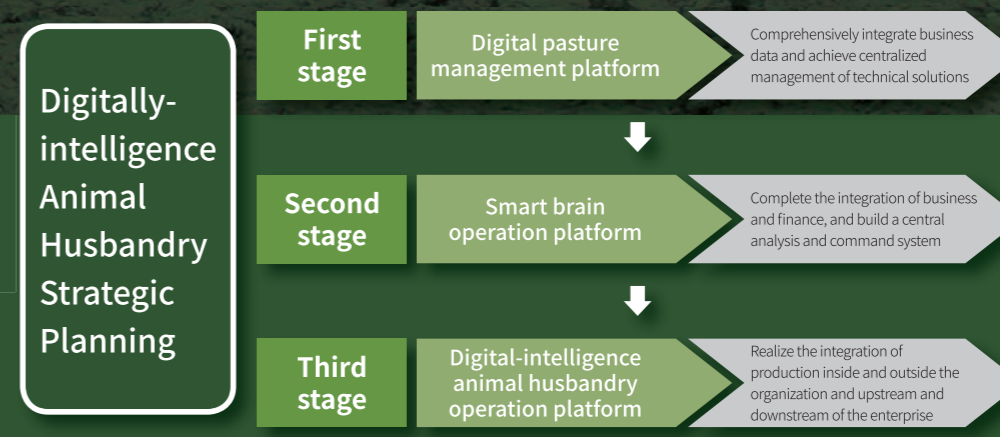 Digitally-
intelligence
Animal
Husbandry
Strategic
Planning
First
stage
Digital pasture
management platform
Comprehensively integrate business
data and achieve centralized
management of technical solutions
Second
stage
Smart brain
operation platform
Complete the integration of business
and finance, and build a central
analysis and command system
Third
stage
Digital-intelligence
animal husbandry
operation platform
Realize the integration of
production inside and outside the
organization and upstream and
downstream of the enterprise